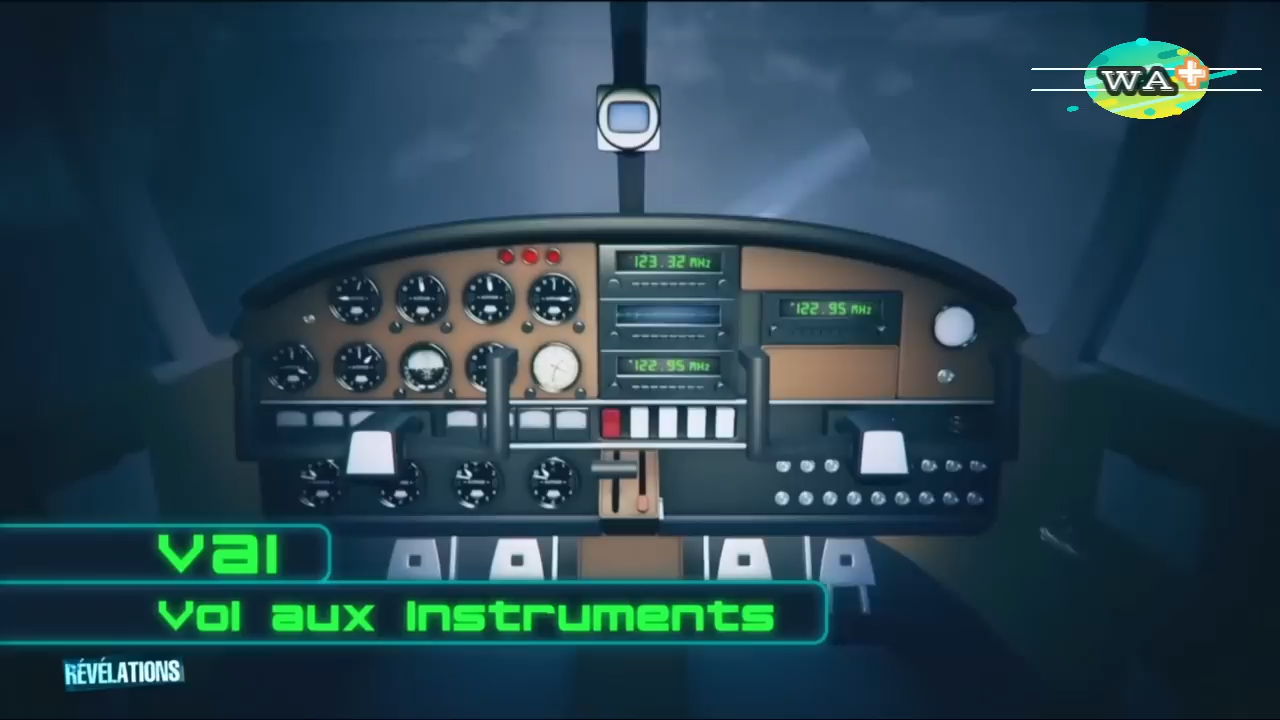 WA+
123.32 MHz
122.95 MHz
122.95 MHz
VAI
Vol aux Instruments
RÉVÉLATIONS